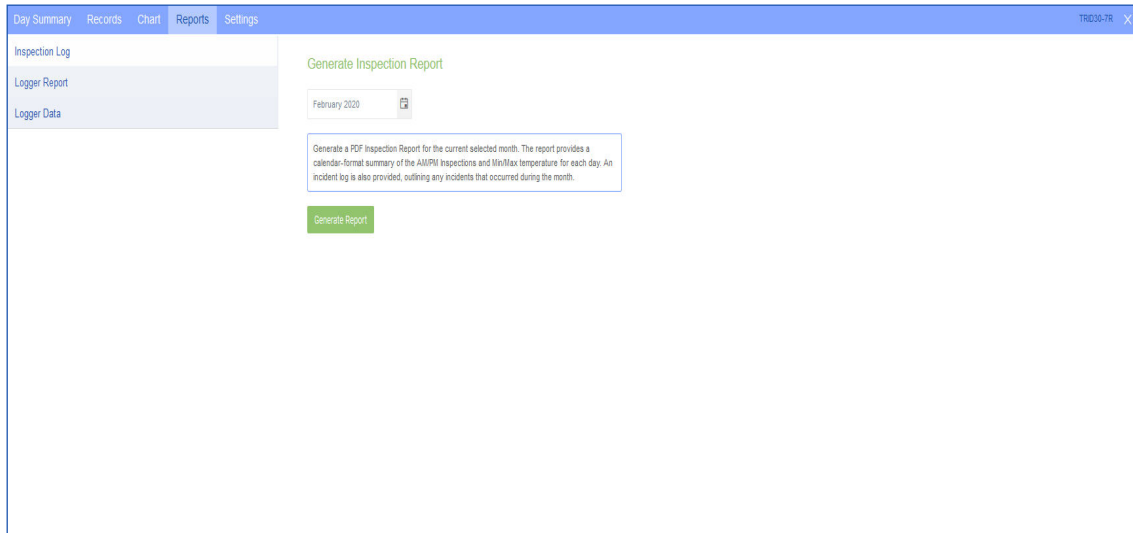 Day Summary Records Chart Reports Settings TRID30-7R X
Inspection Log
Logger Report
Logger Data
Generate Inspection Report
February 2020
Generate a PDF Inspection Report for the current selected month. The report provides a
calendar-format summary of the AM/PM Inspections and Min/Max temperature for each day. An
incident log is also provided, outlining any incidents that occurred during the month.
Generate Report